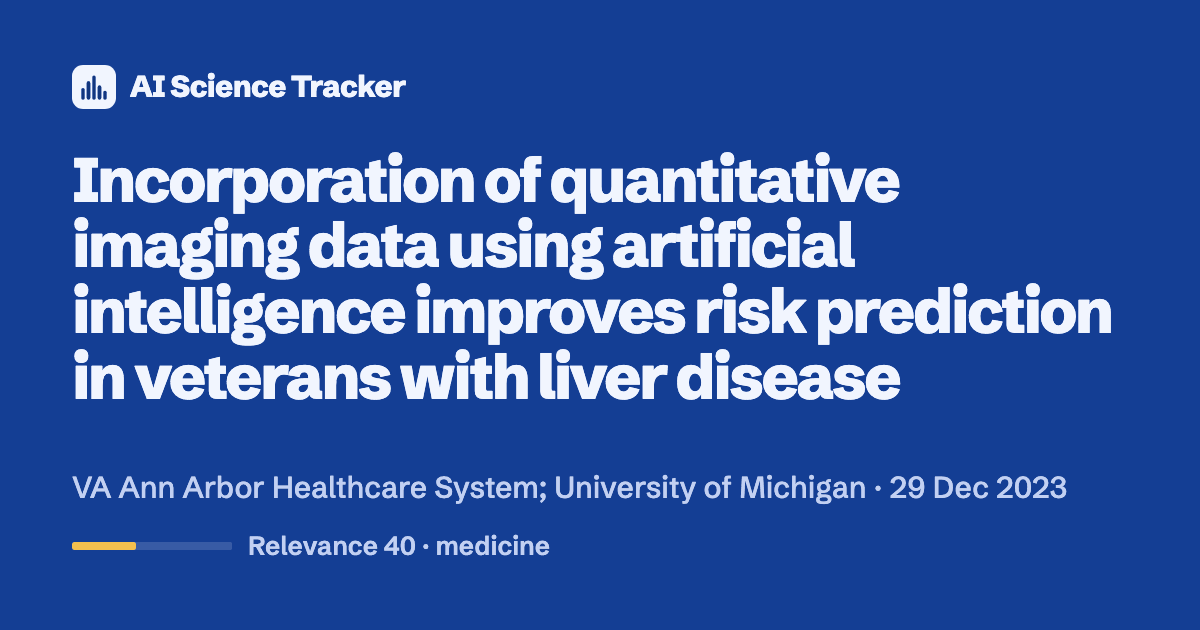 AI Science Tracker
Incorporation of quantitative
imaging data using artificial
intelligence improves risk prediction
in veterans with liver disease
VA Ann Arbor Healthcare System; University of Michigan · 29 Dec 2023
Relevance 40 · medicine